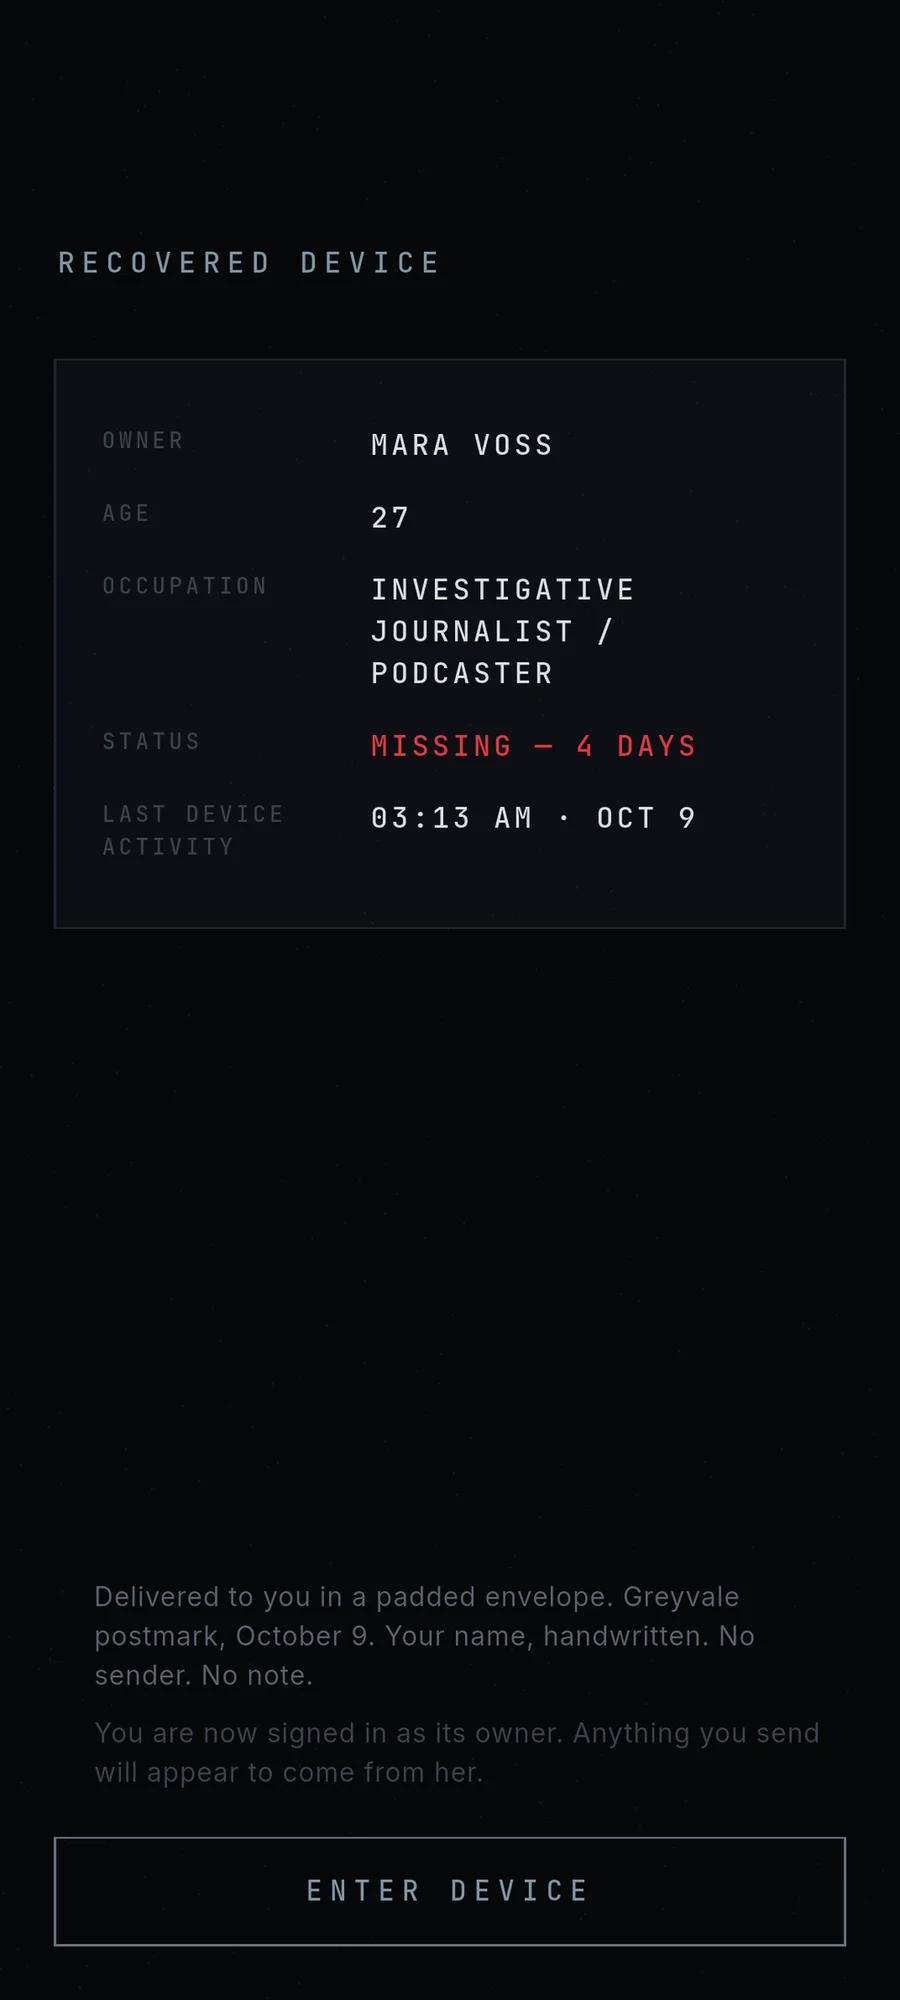 RECOVERED DEVICE
OWNER
MARA VOSS
AGE
27
OCCUPATION
INVESTIGATIVE
JOURNALIST /
PODCASTER
STATUS
MISSING — 4 DAYS
LAST DEVICE
ACTIVITY
03:13 AM · OCT 9
Delivered to you in a padded envelope. Greyvale
postmark, October 9. Your name, handwritten. No
sender. No note.
You are now signed in as its owner. Anything you send
will appear to come from her.
ENTER DEVICE